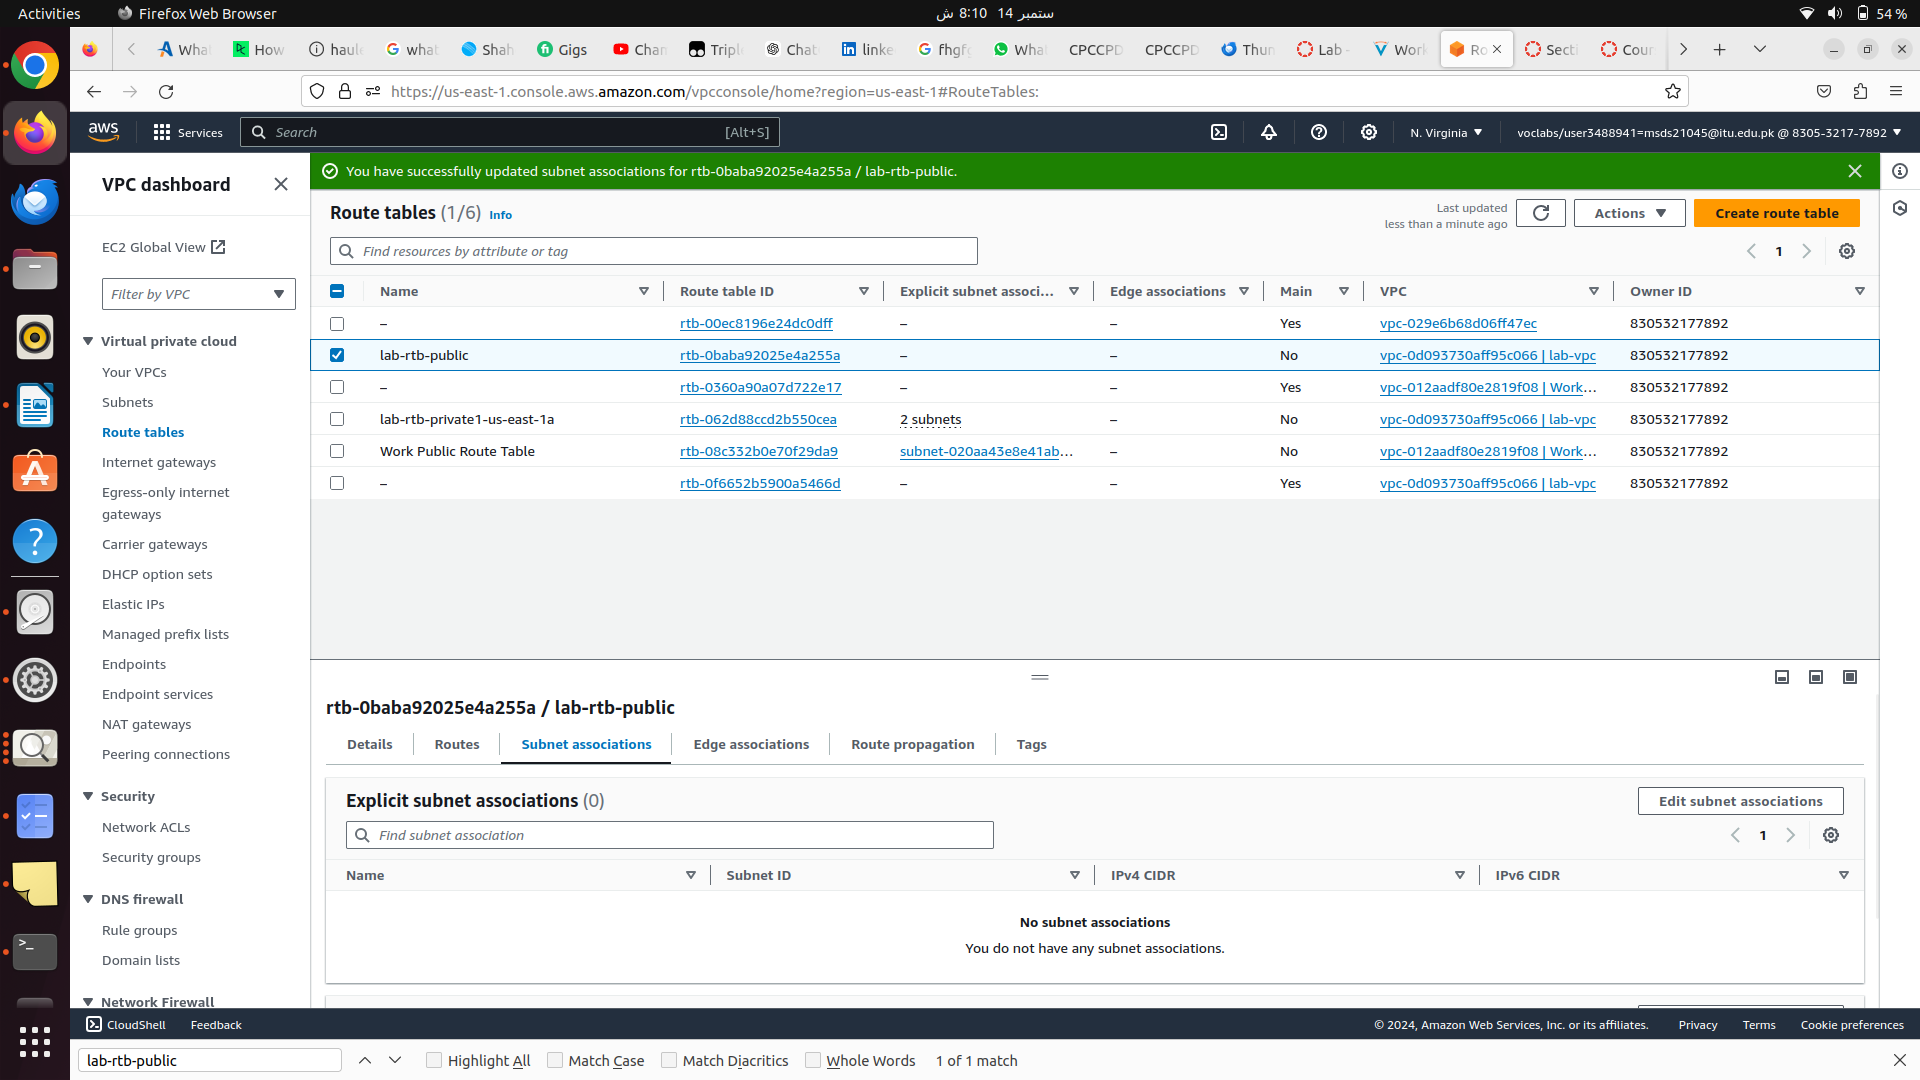 Activities
Firefox Web Browser
ستمبر 14 8:10 ش
54 %
What
How
haule
what
Shah
Gigs
Chan
Triple
Chat
linke
fhgfg
What
CPCCPD
CPCCPD
Thun
Lab -
Work
Ro
Secti
Cour
https://us-east-1.console.aws.amazon.com/vpcconsole/home?region=us-east-1#RouteTables:
aws
Services
Search
[Alt+S]
N. Virginia
voclabs/user3488941=msds21045@itu.edu.pk @ 8305-3217-7892
VPC dashboard
EC2 Global View
Filter by VPC
Virtual private cloud
Your VPCs
Subnets
Route tables
Internet gateways
Egress-only internet
gateways
Carrier gateways
DHCP option sets
Elastic IPs
Managed prefix lists
Endpoints
Endpoint services
NAT gateways
Peering connections
Security
Network ACLs
Security groups
DNS firewall
Rule groups
Domain lists
Network Firewall
You have successfully updated subnet associations for rtb-0baba92025e4a255a / lab-rtb-public.
Route tables (1/6) Info
Last updated
less than a minute ago
Actions
Create route table
Find resources by attribute or tag
1
Name Route table ID Explicit subnet associ... Edge associations Main VPC Owner ID
– rtb-00ec8196e24dc0dff – – Yes vpc-029e6b68d06ff47ec 830532177892
lab-rtb-public rtb-0baba92025e4a255a – – No vpc-0d093730aff95c066 | lab-vpc 830532177892
– rtb-0360a90a07d722e17 – – Yes vpc-012aadf80e2819f08 | Work... 830532177892
lab-rtb-private1-us-east-1a rtb-062d88ccd2b550cea 2 subnets – No vpc-0d093730aff95c066 | lab-vpc 830532177892
Work Public Route Table rtb-08c332b0e70f29da9 subnet-020aa43e8e41ab... – No vpc-012aadf80e2819f08 | Work... 830532177892
– rtb-0f6652b5900a5466d – – Yes vpc-0d093730aff95c066 | lab-vpc 830532177892
rtb-0baba92025e4a255a / lab-rtb-public
Details
Routes
Subnet associations
Edge associations
Route propagation
Tags
Explicit subnet associations (0)
Edit subnet associations
Find subnet association
1
Name Subnet ID IPv4 CIDR IPv6 CIDR
No subnet associations
You do not have any subnet associations.
CloudShell
Feedback
© 2024, Amazon Web Services, Inc. or its affiliates.
Privacy
Terms
Cookie preferences
lab-rtb-public
Highlight All
Match Case
Match Diacritics
Whole Words
1 of 1 match